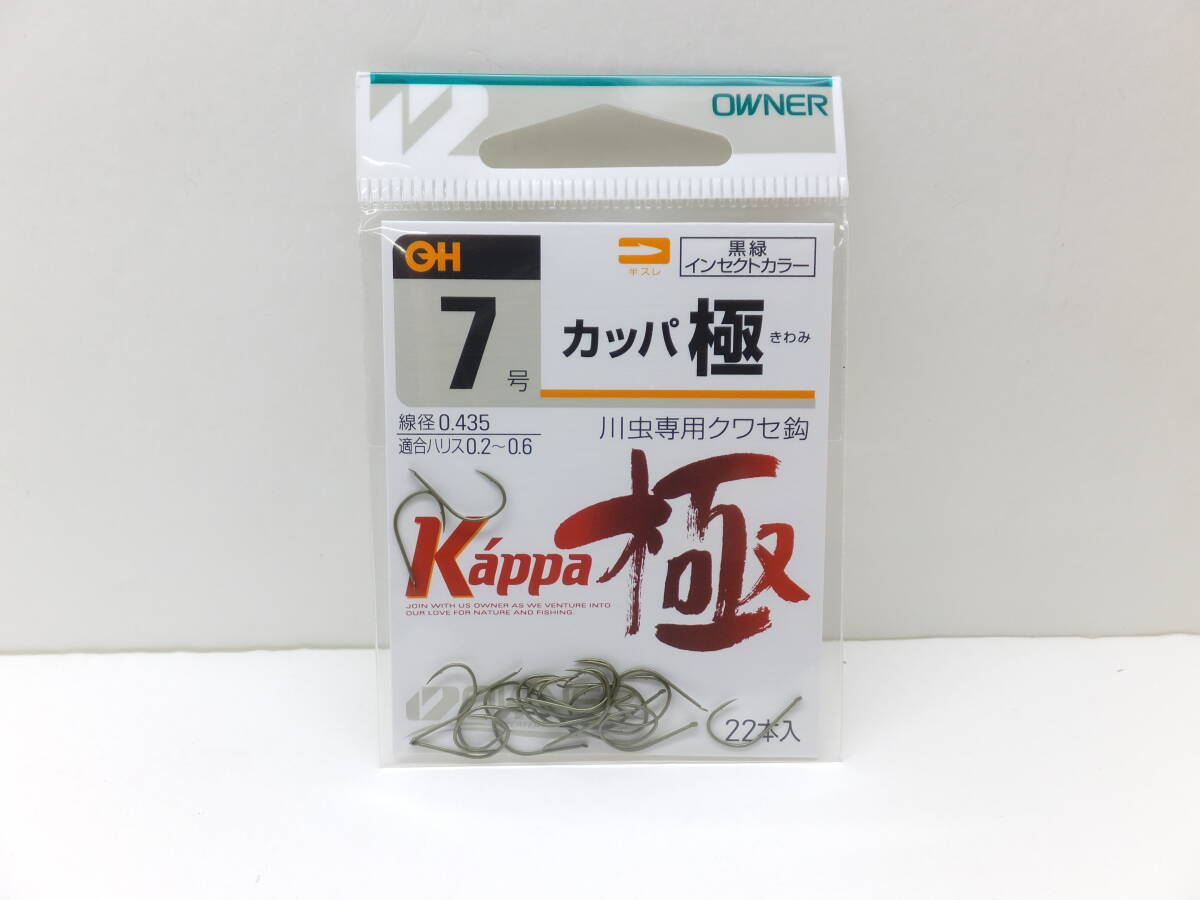 OWNER
OH
7号
半スレ
黒緑
インセクトカラー
カッパ極 きわみ
線径0.435
適合ハリス0.2～0.6
川虫専用クワセ鈎
Káppa極
JOIN WITH US OWNER AS WE VENTURE INTO
OUR LOVE FOR NATURE AND FISHING.
22本入